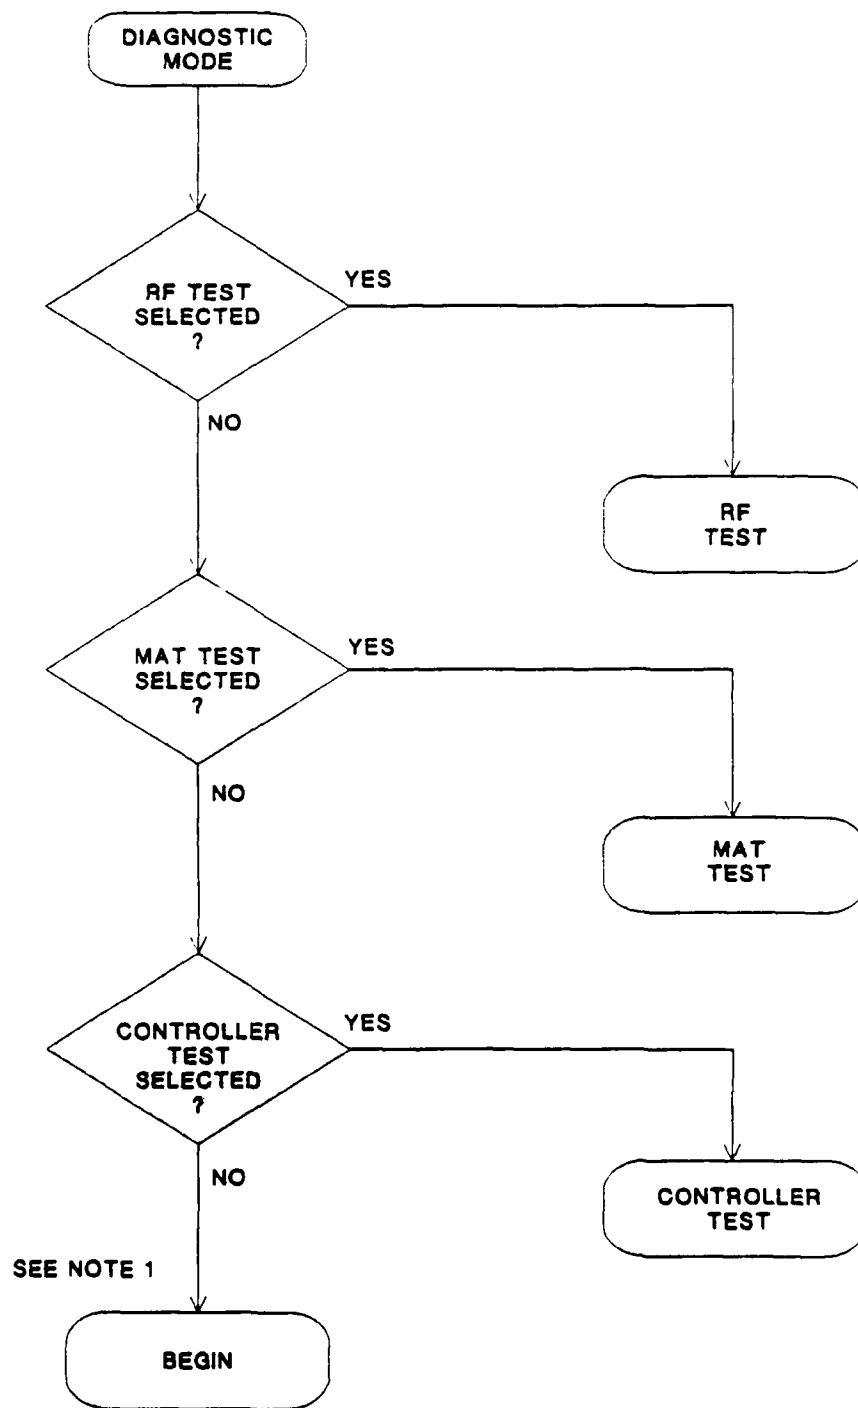 DIAGNOSTIC
MODE
RF TEST
SELECTED
?
YES
NO
RF
TEST
MAT TEST
SELECTED
?
YES
NO
MAT
TEST
CONTROLLER
TEST
SELECTED
?
YES
NO
CONTROLLER
TEST
SEE NOTE 1
BEGIN